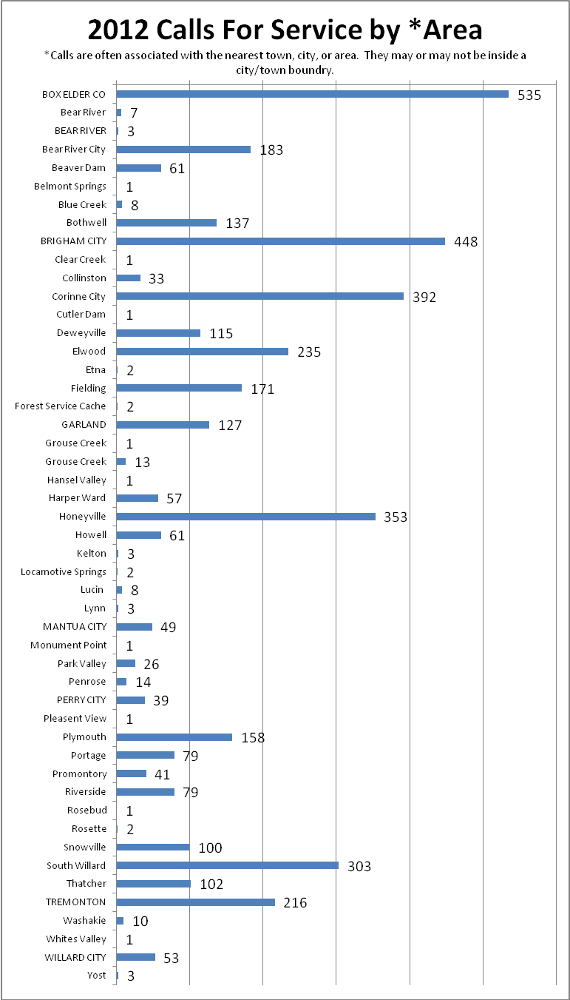 2012 Calls For Service by *Area
*Calls are often associated with the nearest town, city, or area. They may or may not be inside a
city/town boundry.
BOX ELDER CO 535
Bear River 7
BEAR RIVER 3
Bear River City 183
Beaver Dam 61
Belmont Springs 1
Blue Creek 8
Bothwell 137
BRIGHAM CITY 448
Clear Creek 1
Collinston 33
Corinne City 392
Cutler Dam 1
Deweyville 115
Elwood 235
Etna 2
Fielding 171
Forest Service Cache 2
GARLAND 127
Grouse Creek 1
Grouse Creek 13
Hansel Valley 1
Harper Ward 57
Honeyville 353
Howell 61
Kelton 3
Locamotive Springs 2
Lucin 8
Lynn 3
MANTUA CITY 49
Monument Point 1
Park Valley 26
Penrose 14
PERRY CITY 39
Pleasent View 1
Plymouth 158
Portage 79
Promontory 41
Riverside 79
Rosebud 1
Rosette 2
Snowville 100
South Willard 303
Thatcher 102
TREMONTON 216
Washakie 10
Whites Valley 1
WILLARD CITY 53
Yost 3